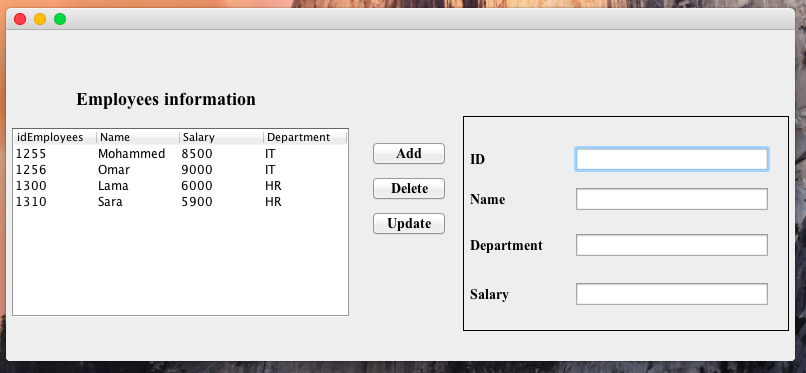 Employees information
idEmployees Name Salary Department
1255 Mohammed 8500 IT
1256 Omar 9000 IT
1300 Lama 6000 HR
1310 Sara 5900 HR
Add
Delete
Update
ID
Name
Department
Salary